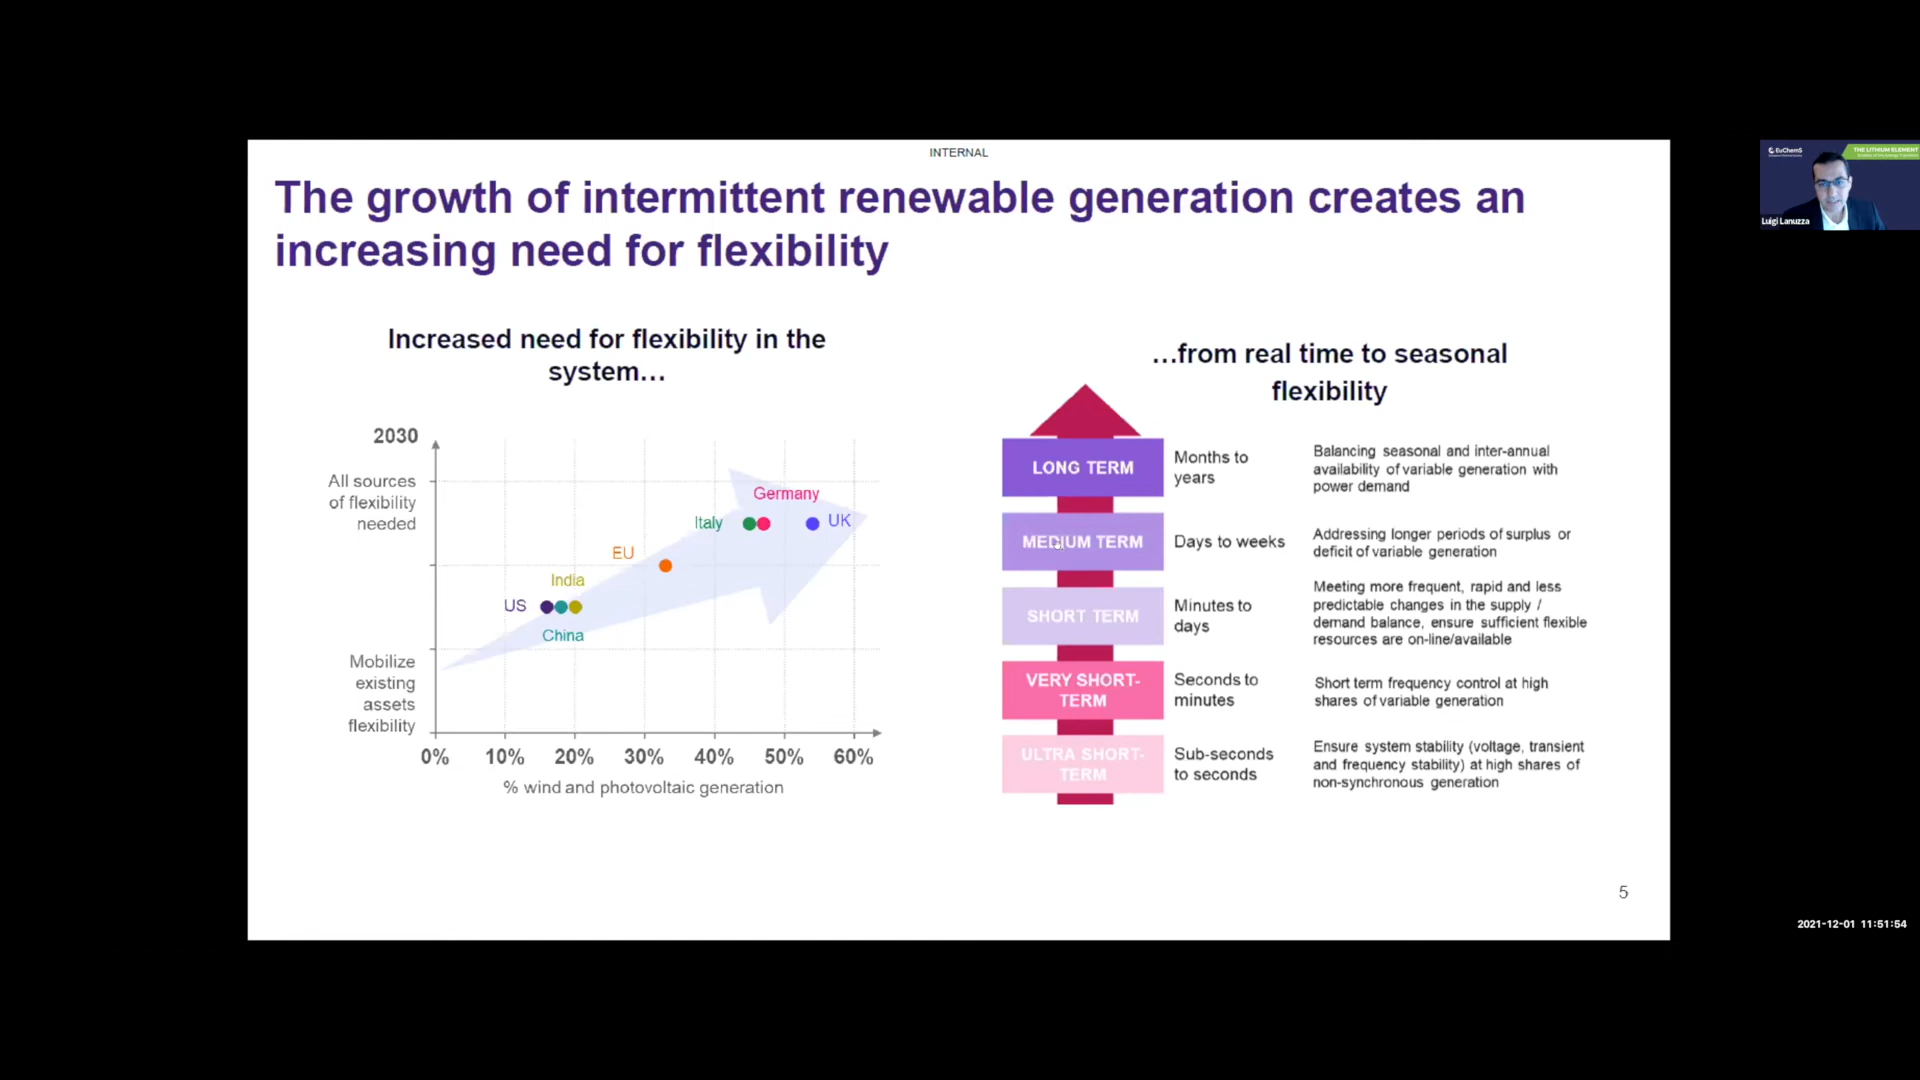 INTERNAL
The growth of intermittent renewable generation creates an
increasing need for flexibility
Increased need for flexibility in the
system…
2030
All sources
of flexibility
needed
Mobilize
existing
assets
flexibility
Germany
Italy
UK
EU
India
US
China
0% 10% 20% 30% 40% 50% 60%
% wind and photovoltaic generation
…from real time to seasonal
flexibility
LONG TERM
Months to
years
Balancing seasonal and inter-annual
availability of variable generation with
power demand
MEDIUM TERM
Days to weeks
Addressing longer periods of surplus or
deficit of variable generation
SHORT TERM
Minutes to
days
Meeting more frequent, rapid and less
predictable changes in the supply /
demand balance, ensure sufficient flexible
resources are on-line/available
VERY SHORT-
TERM
Seconds to
minutes
Short term frequency control at high
shares of variable generation
ULTRA SHORT-
TERM
Sub-seconds
to seconds
Ensure system stability (voltage, transient
and frequency stability) at high shares of
non-synchronous generation
5
EuChemS
THE LITHIUM ELEMENT
Luigi Lanuzza
2021-12-01 11:51:54